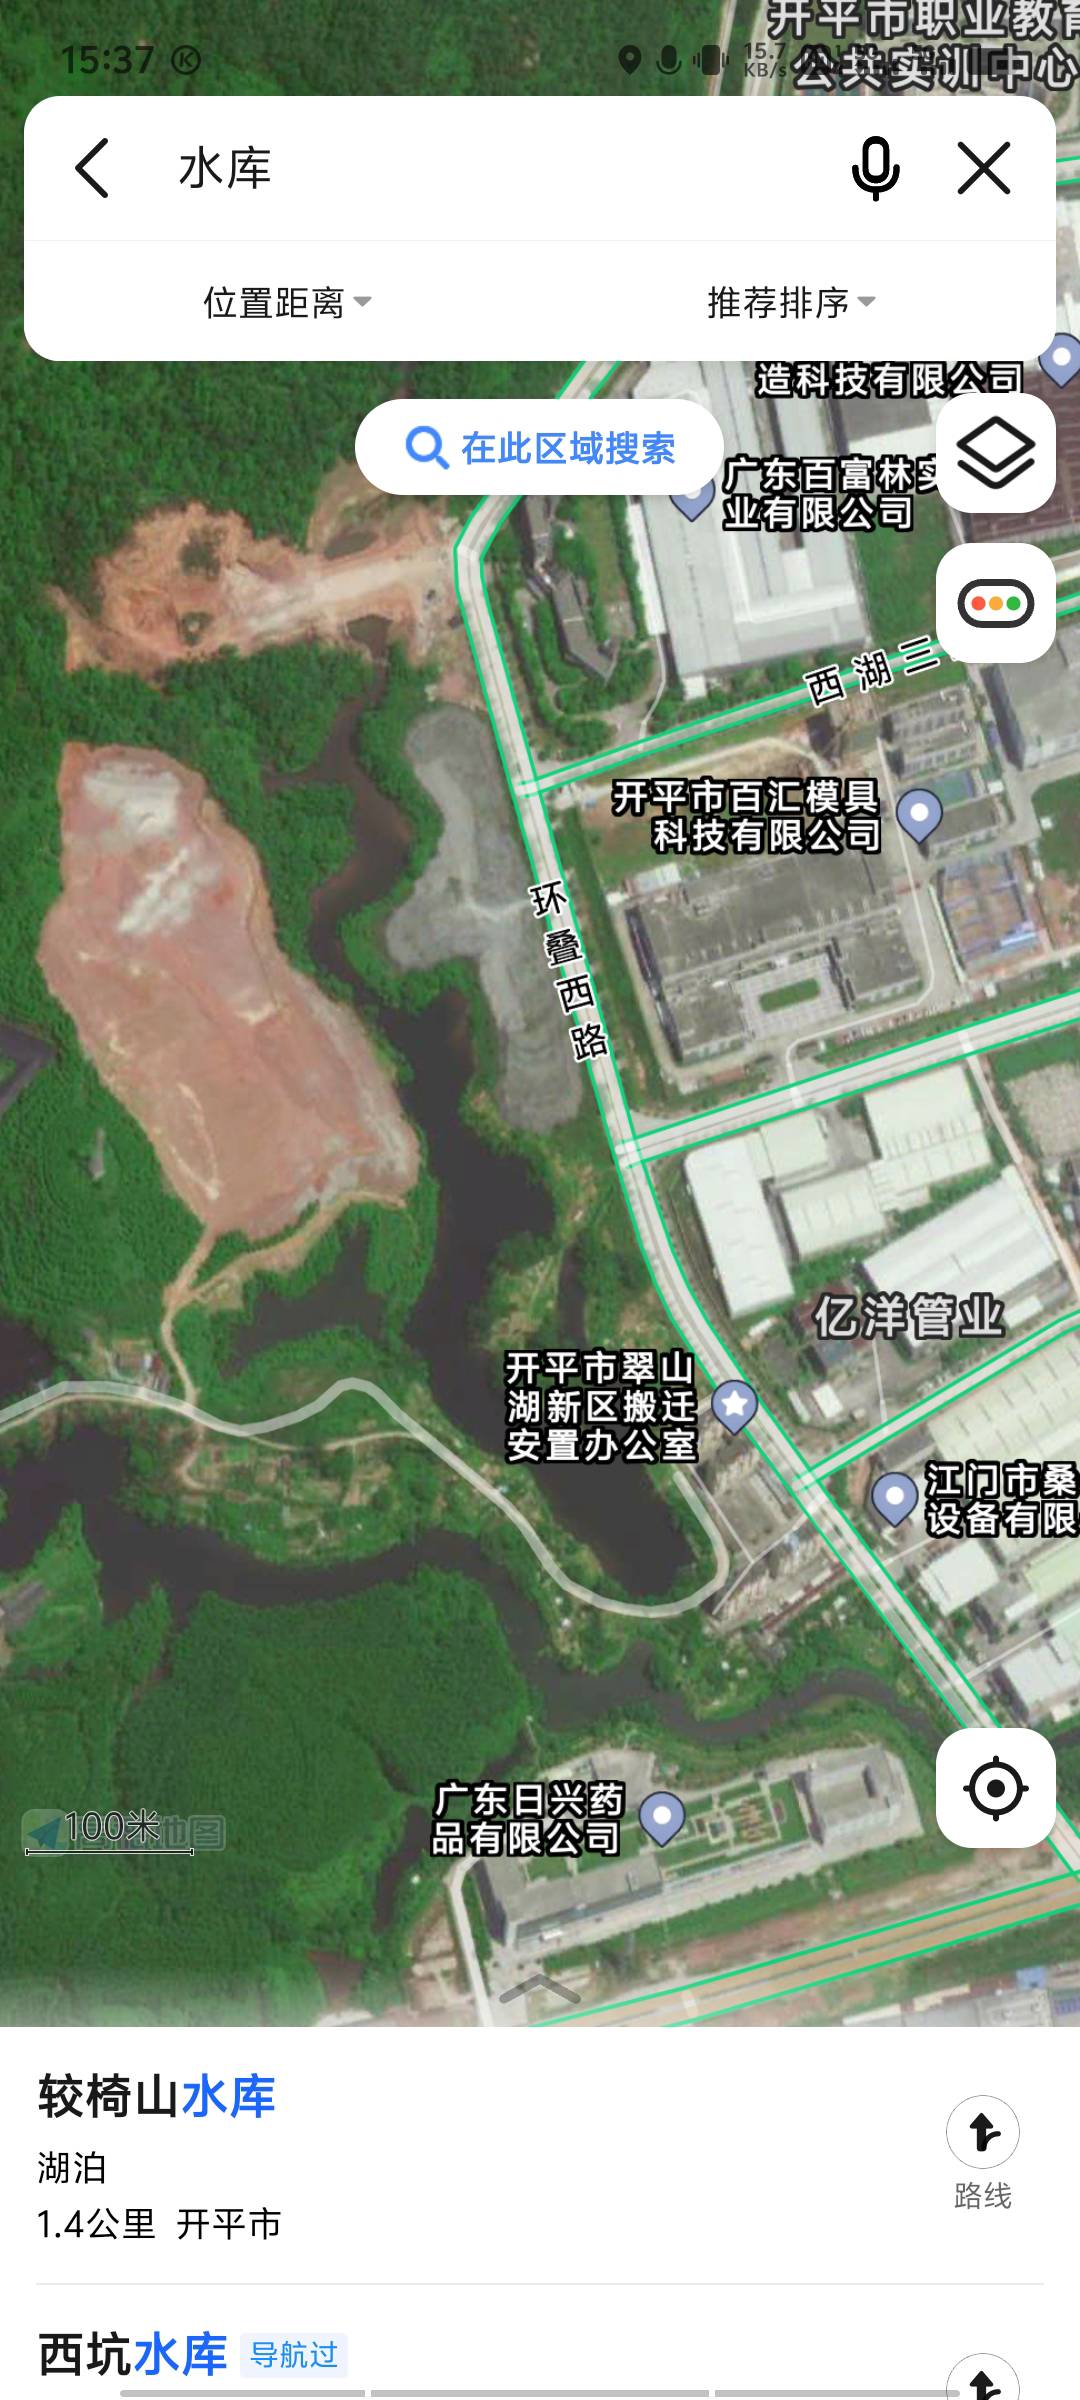 开平市职业教育
公共实训中心
15:37
15.7
KB/s
水库
位置距离
推荐排序
造科技有限公司
在此区域搜索
广东百富林实
业有限公司
西湖三
开平市百汇模具
科技有限公司
环叠西路
亿洋管业
开平市翠山
湖新区搬迁
安置办公室
江门市桑
设备有限
广东日兴药
品有限公司
100米
地图
较椅山水库
湖泊
1.4公里 开平市
路线
西坑水库 导航过